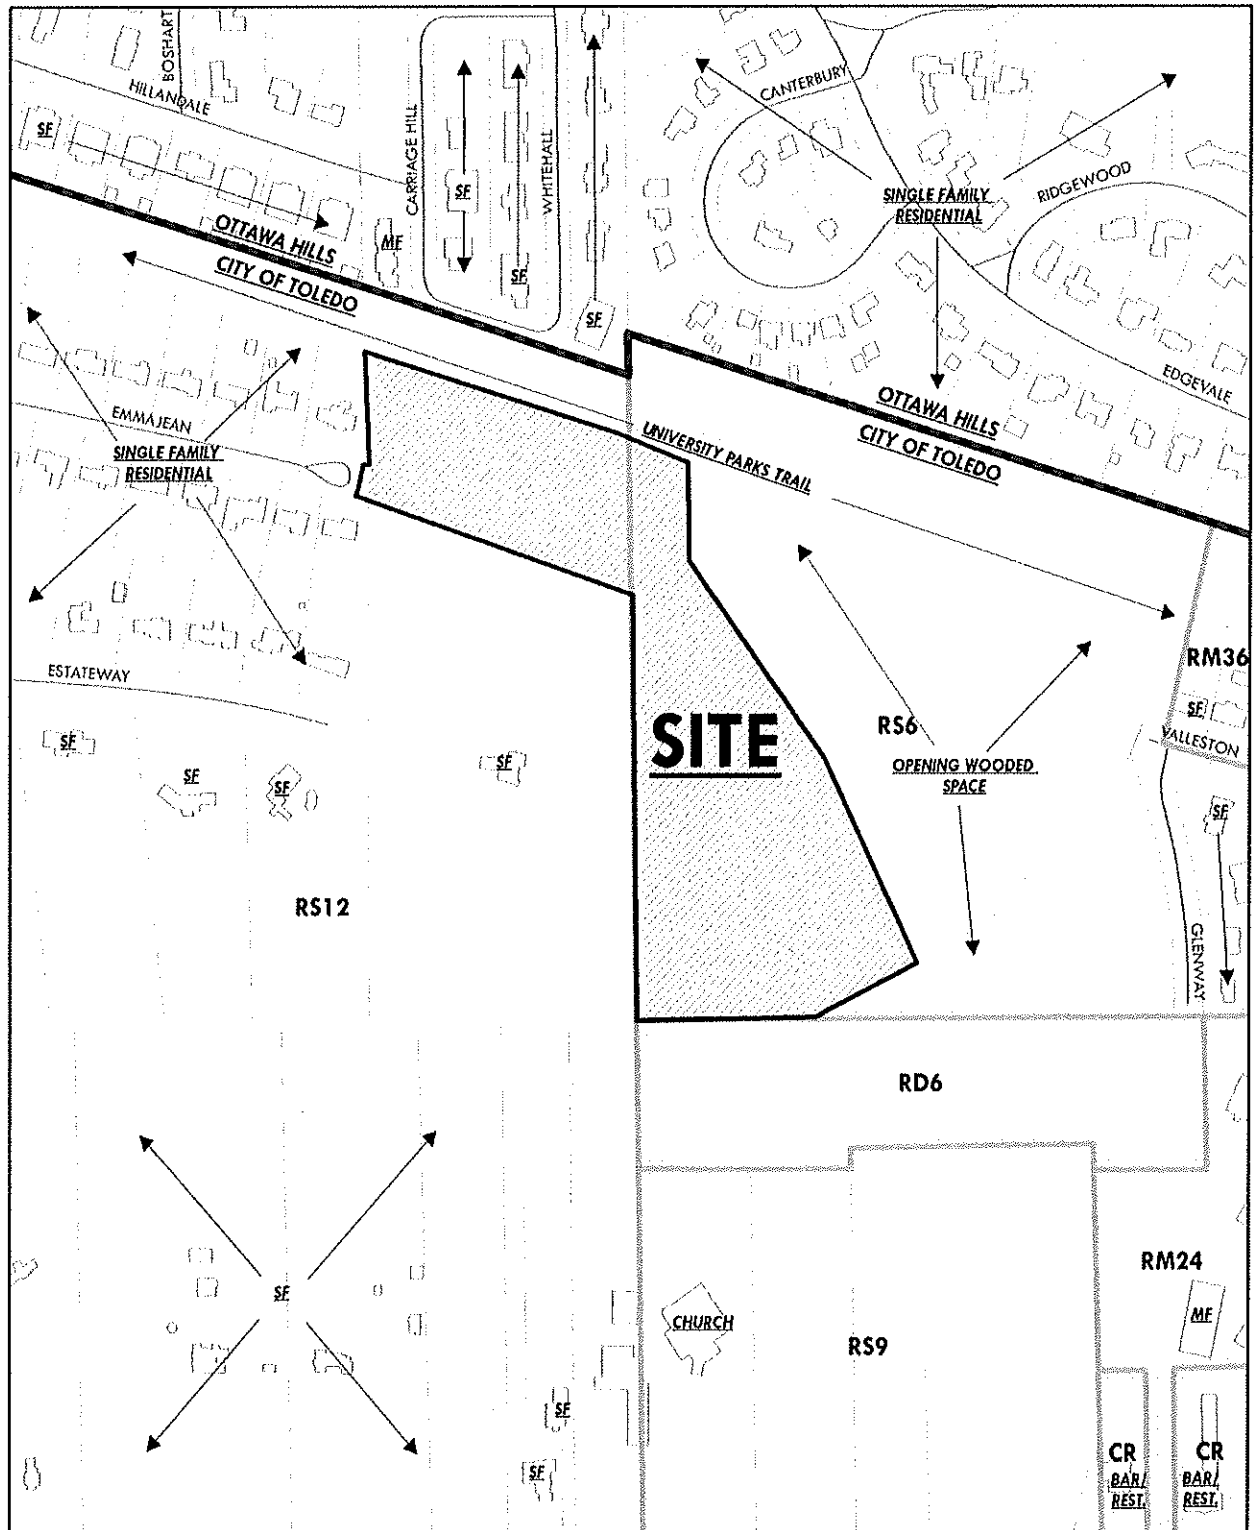 BOSHART
HILLANDALE
CARRIAGE HILL
WHITEHALL
CANTERBURY
RIDGEWOOD
EDGEVALE
SF
SF
SF
MF
SF
SINGLE FAMILY
RESIDENTIAL
OTTAWA HILLS
CITY OF TOLEDO
OTTAWA HILLS
CITY OF TOLEDO
UNIVERSITY PARKS TRAIL
EMMAJEAN
SINGLE FAMILY
RESIDENTIAL
ESTATEWAY
SF
SF
SF
SF
SITE
RS6
OPENING WOODED
SPACE
RM36
SF
VALLESTON
SF
GLENWAY
RS12
RD6
SF
CHURCH
RS9
RM24
MF
SF
SF
CR
BAR/
REST.
CR
BAR/
REST.